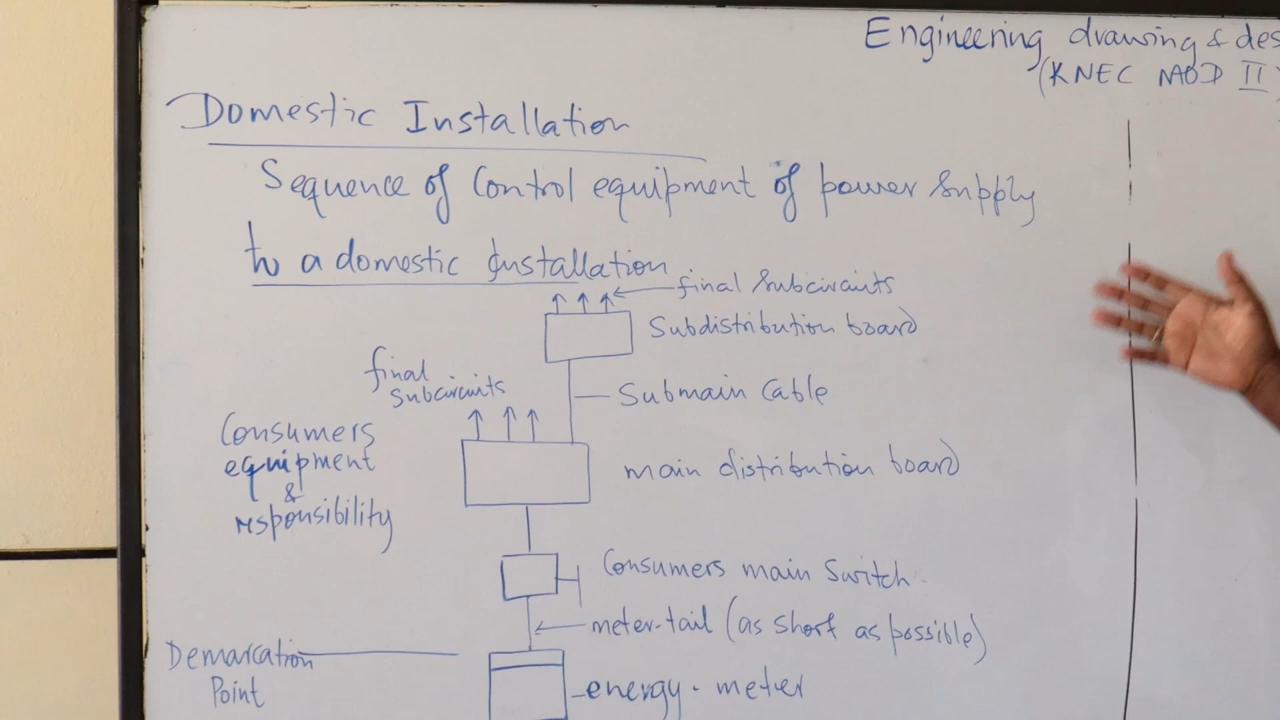 Engineering drawing & des
(KNEC MOD II)
Domestic Installation
Sequence of Control equipment of power supply
to a domestic Installation
final subcircuits
Subdistribution board
final
subcircuits
Submain Cable
Consumers
equipment
&
responsibility
main distribution board
Consumers main Switch
meter-tail (as short as possible)
Demarcation
Point
energy-meter